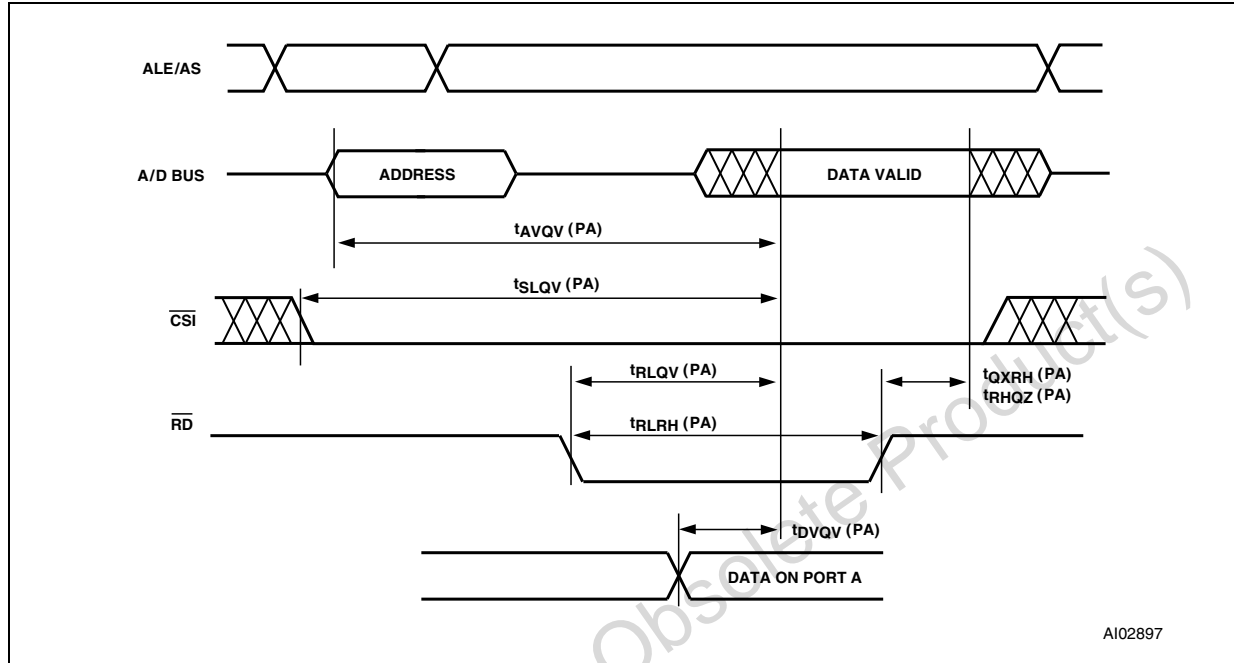 ALE/AS
A/D BUS
ADDRESS
DATA VALID
tAVQV (PA)
tSLQV (PA)
CSI
tRLQV (PA)
tQXRH (PA)
tRHQZ (PA)
RD
tRLRH (PA)
tDVQV (PA)
DATA ON PORT A
Obsolete Product(s)
AI02897